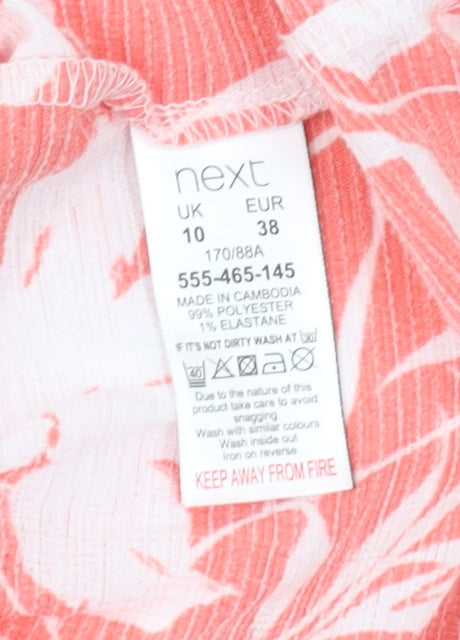 next
UK EUR
10 38
170/88A
555-465-145
MADE IN CAMBODIA
99% POLYESTER
1% ELASTANE
IF IT'S NOT DIRTY WASH AT
40
Due to the nature of this
product take care to avoid
snagging
Wash with similar colours
Wash inside out
Iron on reverse
KEEP AWAY FROM FIRE